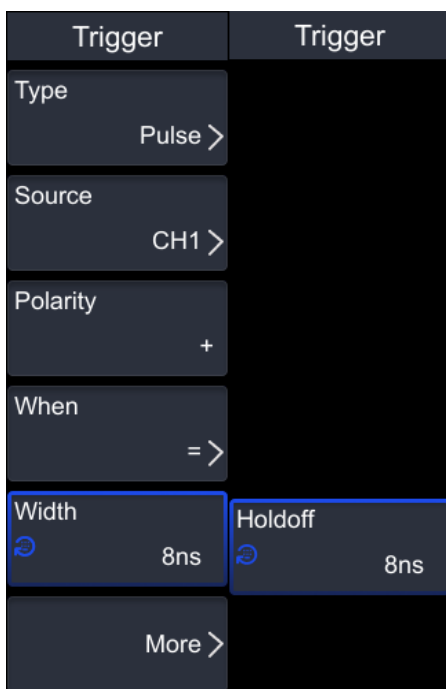 Trigger
Type
Pulse >
Source
CH1 >
Polarity
+
When
= >
Width
8ns
More >
Trigger
Holdoff
8ns